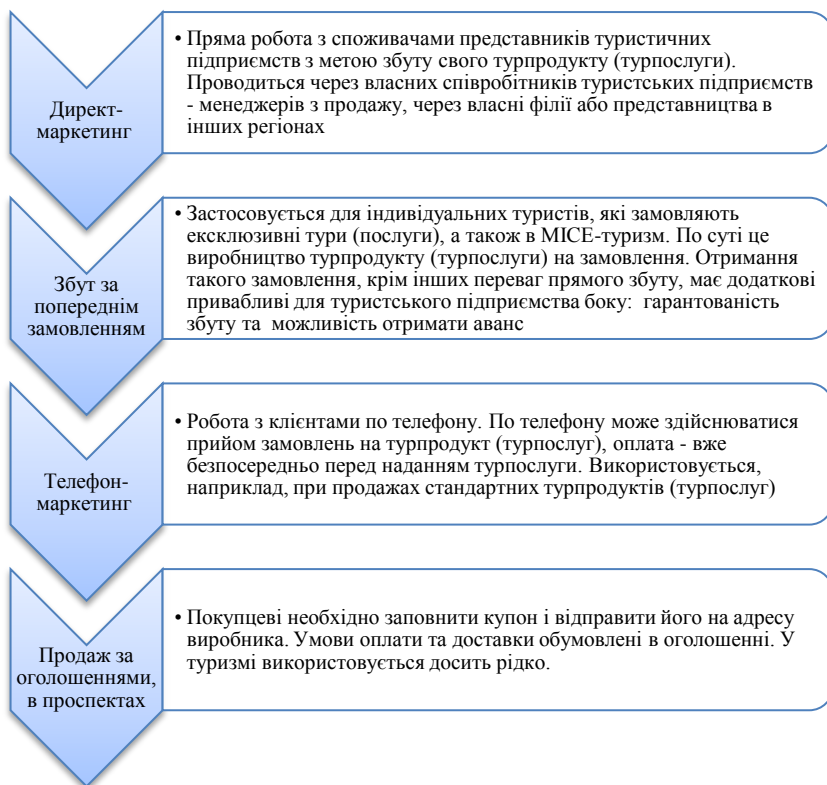 Директ-
маркетинг
• Пряма робота з споживачами представників туристичних
підприємств з метою збуту свого турпродукту (турпослуги).
Проводиться через власних співробітників туристських підприємств
- менеджерів з продажу, через власні філії або представництва в
інших регіонах
Збут за
попереднім
замовленням
• Застосовується для індивідуальних туристів, які замовляють
ексклюзивні тури (послуги), а також в MICE-туризм. По суті це
виробництво турпродукту (турпослуги) на замовлення. Отримання
такого замовлення, крім інших переваг прямого збуту, має додаткові
привабливі для туристського підприємства боку: гарантованість
збуту та можливість отримати аванс
Телефон-
маркетинг
• Робота з клієнтами по телефону. По телефону може здійснюватися
прийом замовлень на турпродукт (турпослуг), оплата - вже
безпосередньо перед наданням турпослуги. Використовується,
наприклад, при продажах стандартних турпродуктів (турпослуг)
Продаж за
оголошеннями,
в проспектах
• Покупцеві необхідно заповнити купон і відправити його на адресу
виробника. Умови оплати та доставки обумовлені в оголошенні. У
туризмі використовується досить рідко.